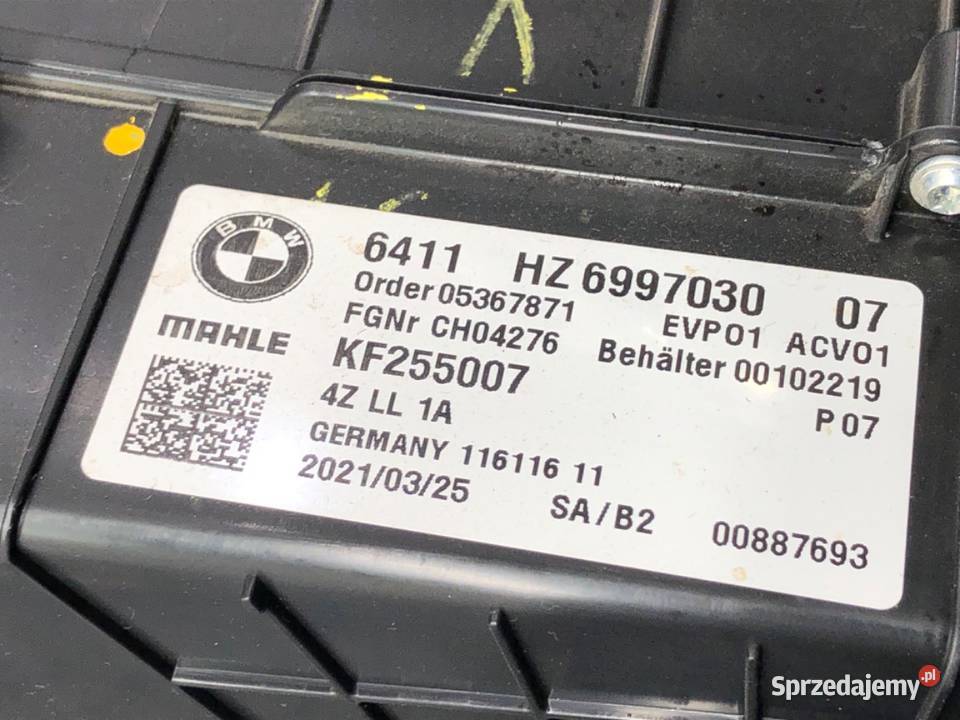 BMW
6411 HZ 6997030 07
Order 05367871 EVP01 ACV01
FGNr CH04276 Behälter 00102219
MAHLE
KF255007 P 07
4Z LL 1A
GERMANY 116116 11
2021/03/25 SA/B2 00887693
Sprzedajemy.pl